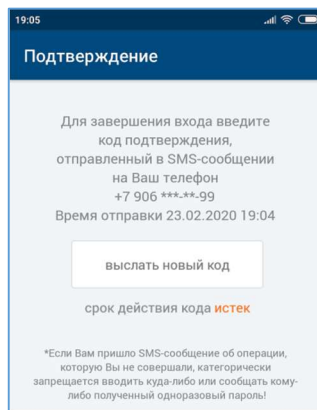 19:05
Подтверждение
Для завершения входа введите
код подтверждения,
отправленный в SMS-сообщении
на Ваш телефон
+7 906 ***-**-99
Время отправки 23.02.2020 19:04
выслать новый код
срок действия кода истек
*Если Вам пришло SMS-сообщение об операции,
которую Вы не совершали, категорически
запрещается вводить куда-либо или сообщать кому-
либо полученный одноразовый пароль!